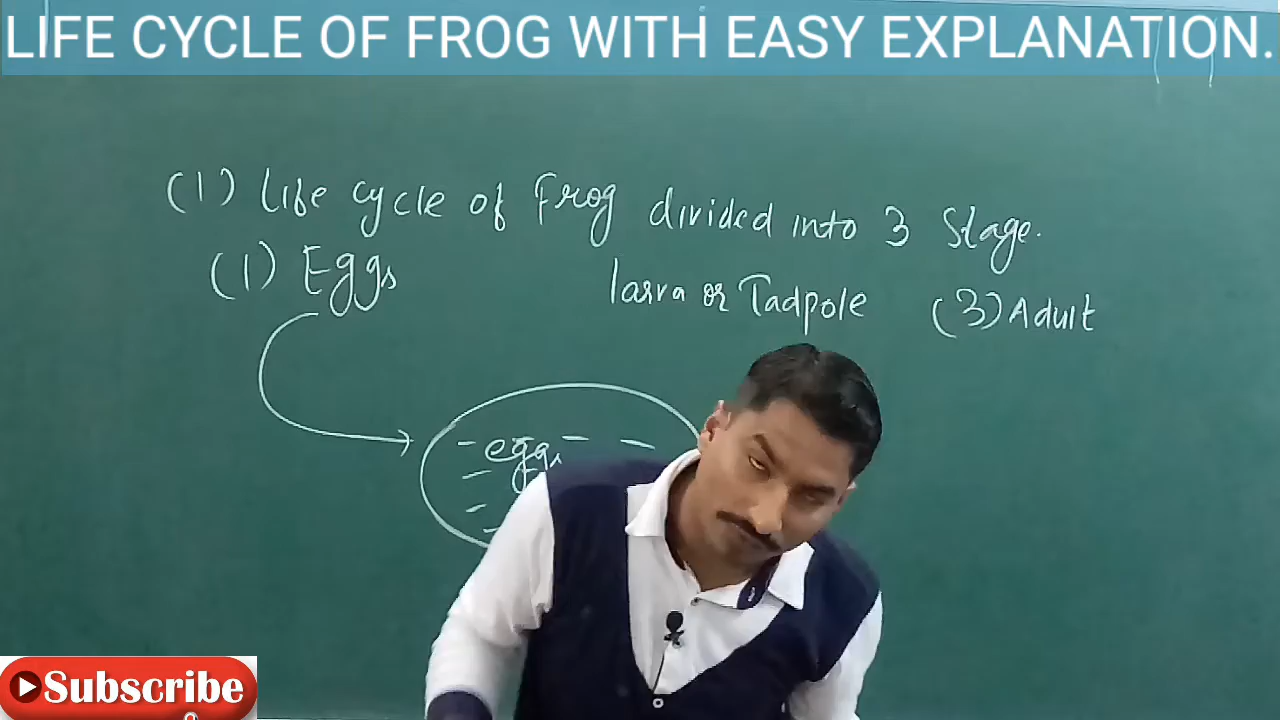 LIFE CYCLE OF FROG WITH EASY EXPLANATION.
(1) Life cycle of Frog divided into 3 Stage.
(1) Eggs larva or Tadpole (3) Adult
eggs
Subscribe